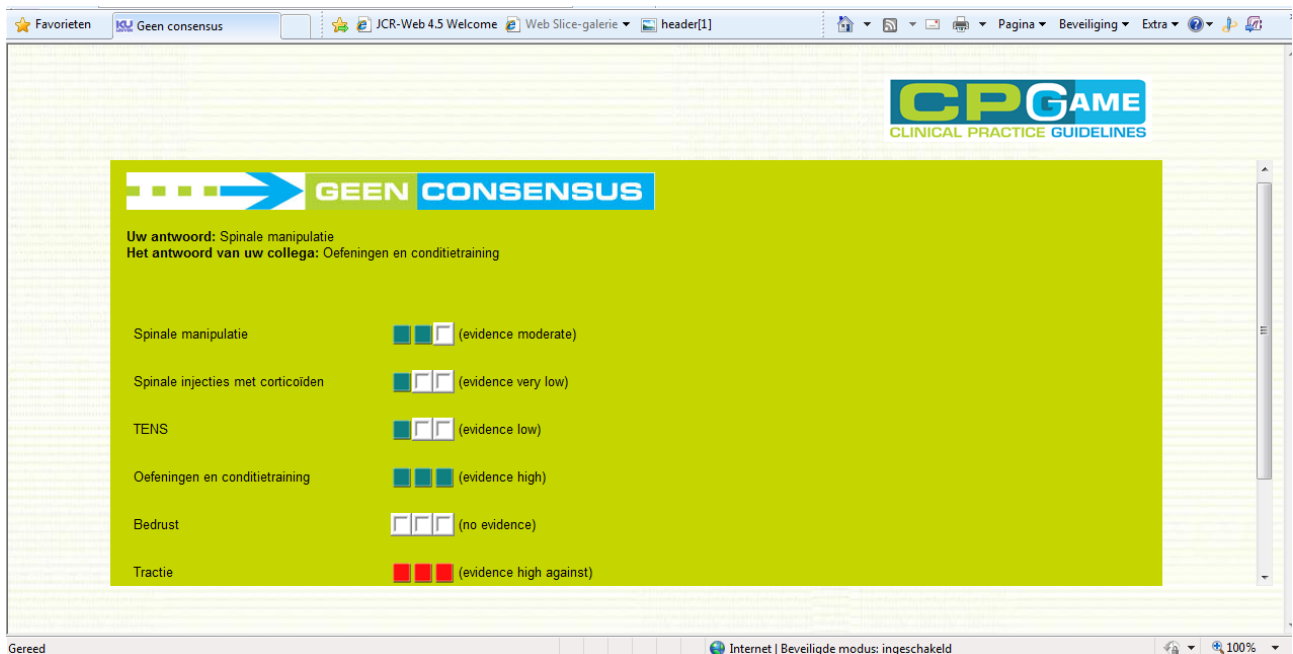 Favorieten KU Geen consensus JCR-Web 4.5 Welcome Web Slice-galerie header[1] Pagina Beveiliging Extra
CPGAME
CLINICAL PRACTICE GUIDELINES
GEEN CONSENSUS
Uw antwoord: Spinale manipulatie
Het antwoord van uw collega: Oefeningen en conditietraining
Spinale manipulatie (evidence moderate)
Spinale injecties met corticoïden (evidence very low)
TENS (evidence low)
Oefeningen en conditietraining (evidence high)
Bedrust (no evidence)
Tractie (evidence high against)
Gereed Internet | Beveiligde modus: ingeschakeld 100%